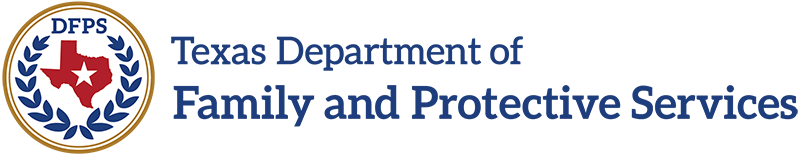 DFPS
Texas Department of
Family and Protective Services